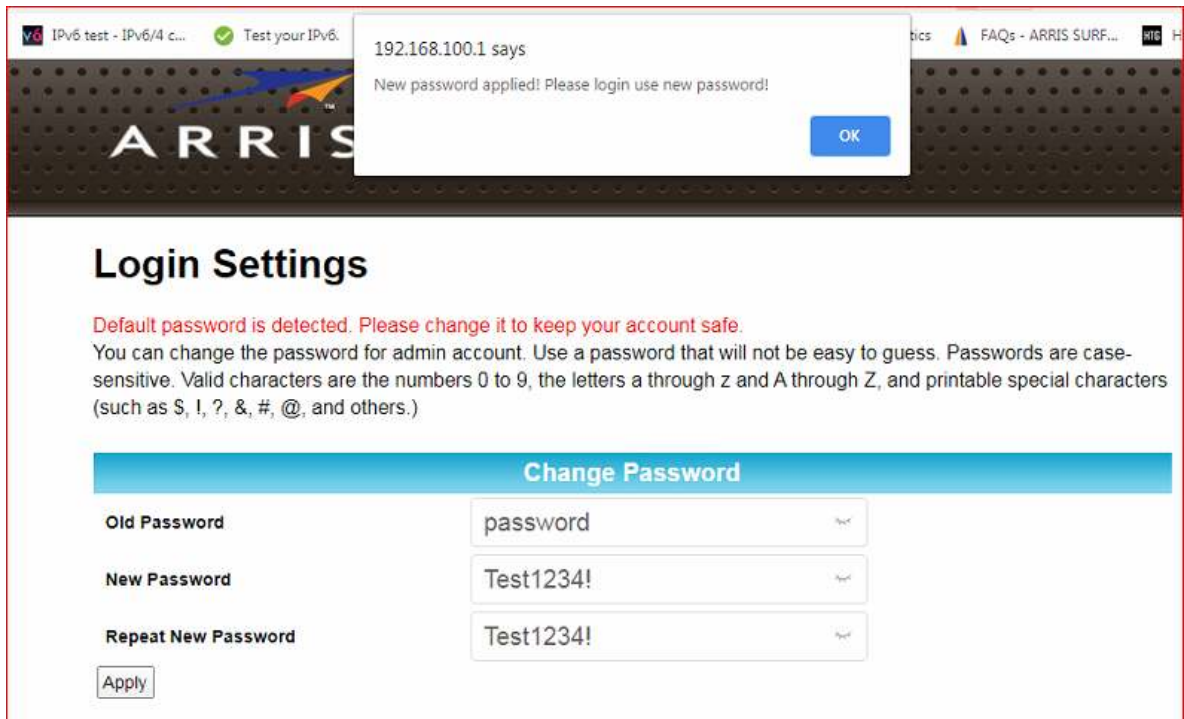 IPv6 test - IPv6/4 c...
Test your IPv6.
tics
FAQs - ARRIS SURF...
HTG
H
192.168.100.1 says
New password applied! Please login use new password!
OK
ARRIS
TM
Login Settings
Default password is detected. Please change it to keep your account safe.
You can change the password for admin account. Use a password that will not be easy to guess. Passwords are case-
sensitive. Valid characters are the numbers 0 to 9, the letters a through z and A through Z, and printable special characters
(such as $, !, ?, &, #, @, and others.)
Change Password
Old Password password
New Password Test1234!
Repeat New Password Test1234!
Apply